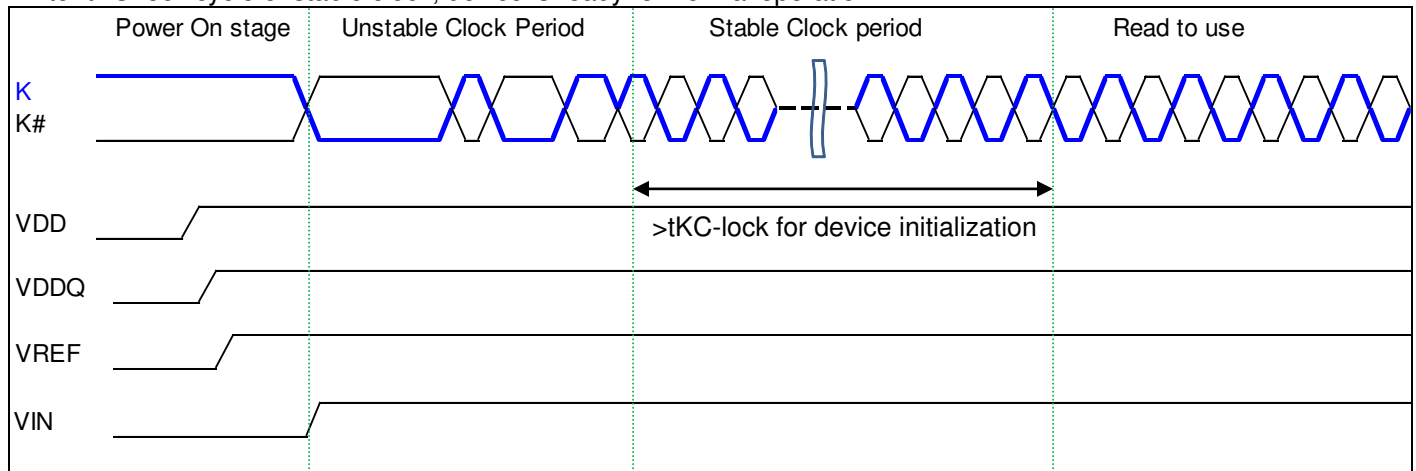 Power On stage Unstable Clock Period Stable Clock period Read to use
K
K#
VDD
>tKC-lock for device initialization
VDDQ
VREF
VIN